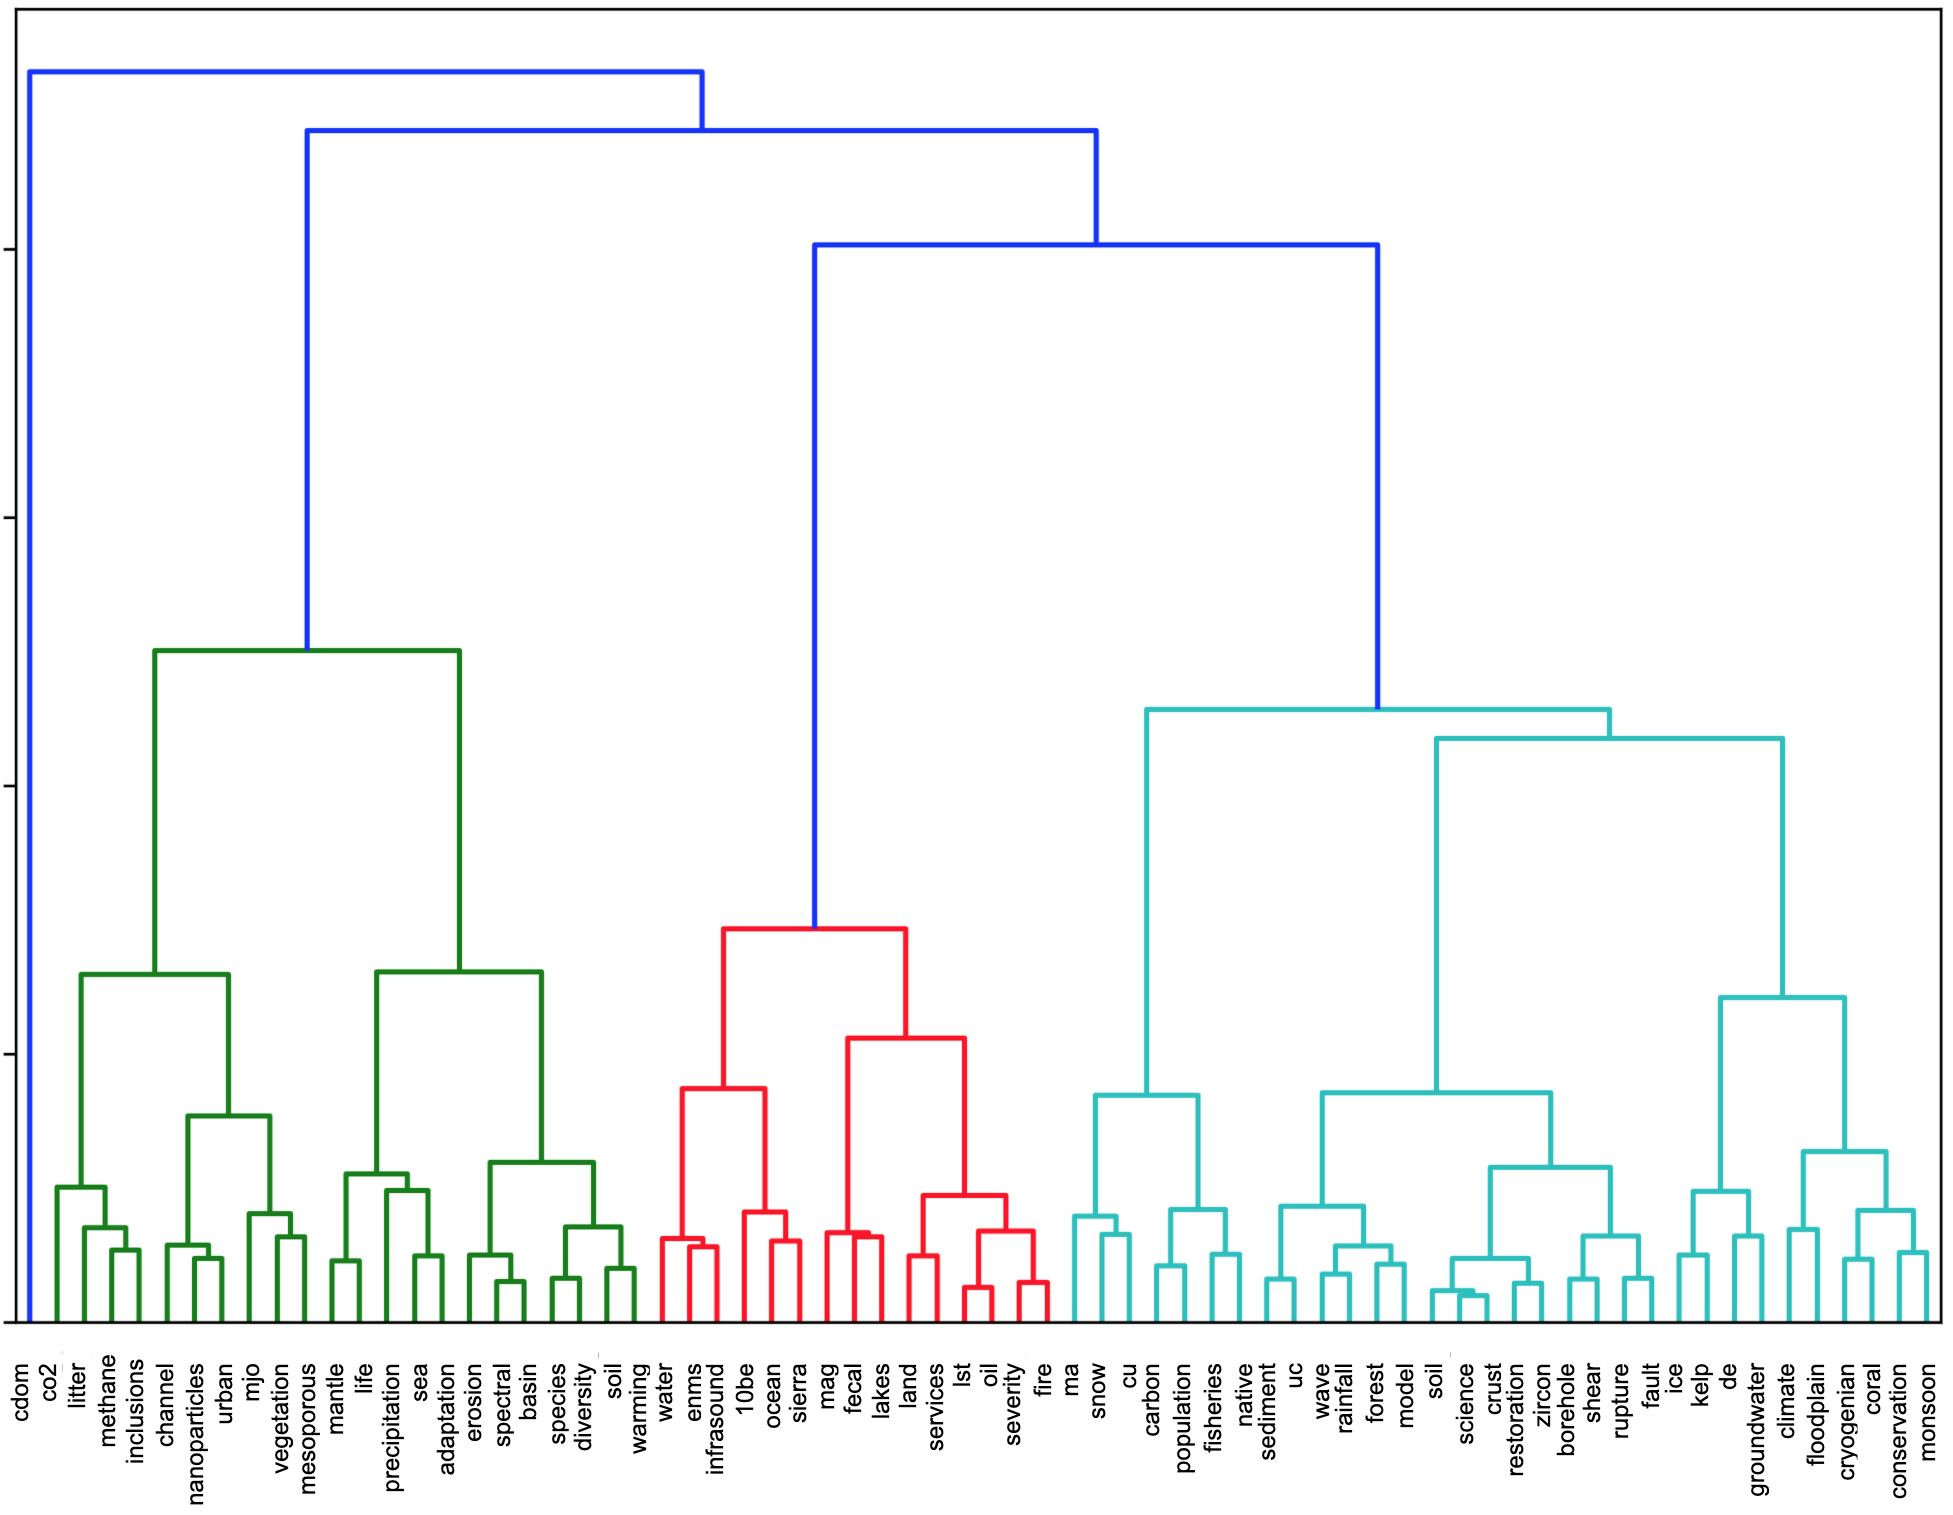 cdom
co2
litter
methane
inclusions
channel
nanoparticles
urban
mjo
vegetation
mesoporous
mantle
life
precipitation
sea
adaptation
erosion
spectral
basin
species
diversity
soil
warming
water
enms
infrasound
10be
ocean
sierra
mag
fecal
lakes
land
services
lst
oil
severity
fire
ma
snow
cu
carbon
population
fisheries
native
sediment
uc
wave
rainfall
forest
model
soil
science
crust
restoration
zircon
borehole
shear
rupture
fault
ice
kelp
de
groundwater
climate
floodplain
cryogenian
coral
conservation
monsoon